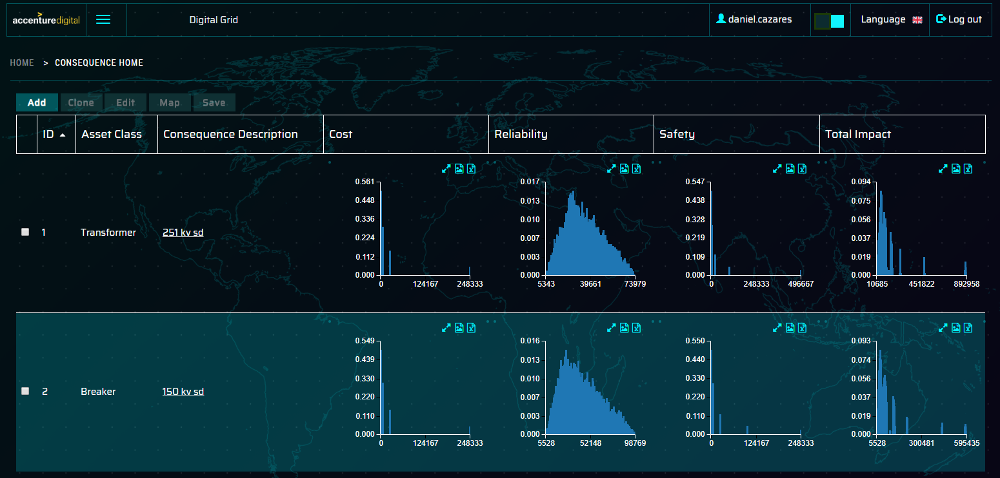 accenturedigital
Digital Grid
daniel.cazares
Language
Log out
HOME > CONSEQUENCE HOME
Add Clone Edit Map Save
ID Asset Class Consequence Description Cost Reliability Safety Total Impact
1 Transformer 251 kv sd
0.561
0.448
0.336
0.224
0.112
0.000
0 124167 248333
0.017
0.013
0.010
0.007
0.003
0.000
5343 39661 73979
0.547
0.438
0.328
0.219
0.109
0.000
0 248333 496667
0.094
0.075
0.056
0.037
0.019
0.000
10685 451822 892958
2 Breaker 150 kv sd
0.549
0.439
0.330
0.220
0.110
0.000
0 124167 248333
0.016
0.013
0.010
0.007
0.003
0.000
5528 52148 98769
0.550
0.440
0.330
0.220
0.110
0.000
0 124167 248333
0.093
0.074
0.056
0.037
0.019
0.000
5528 300481 595435